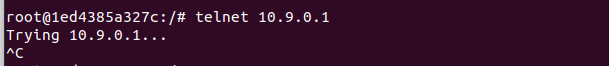 root@1ed4385a327c:/# telnet 10.9.0.1
Trying 10.9.0.1...
^C